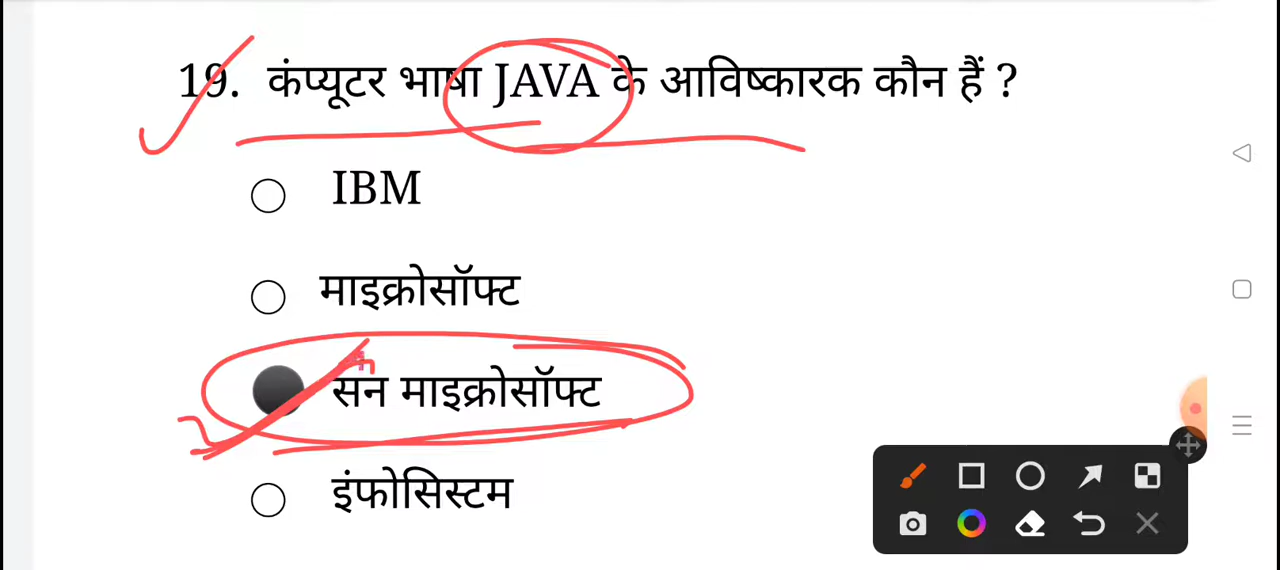 19. कंप्यूटर भाषा JAVA के आविष्कारक कौन हैं ?
IBM
माइक्रोसॉफ्ट
सन माइक्रोसॉफ्ट
इंफोसिस्टम